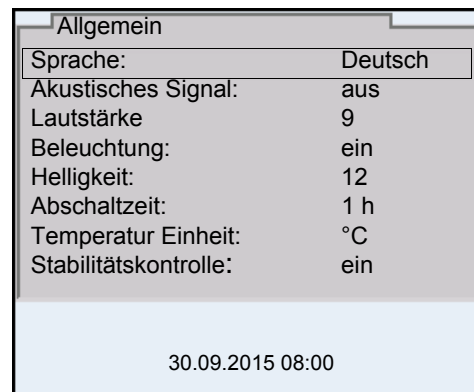 Allgemein
Sprache: Deutsch
Akustisches Signal: aus
Lautstärke 9
Beleuchtung: ein
Helligkeit: 12
Abschaltzeit: 1 h
Temperatur Einheit: °C
Stabilitätskontrolle: ein
30.09.2015 08:00